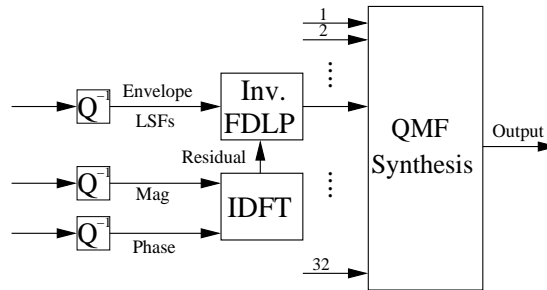 1
2
Q⁻¹
Envelope
LSFs
Inv.
FDLP
Residual
QMF
Synthesis
Output
Q⁻¹
Mag
IDFT
Q⁻¹
Phase
32